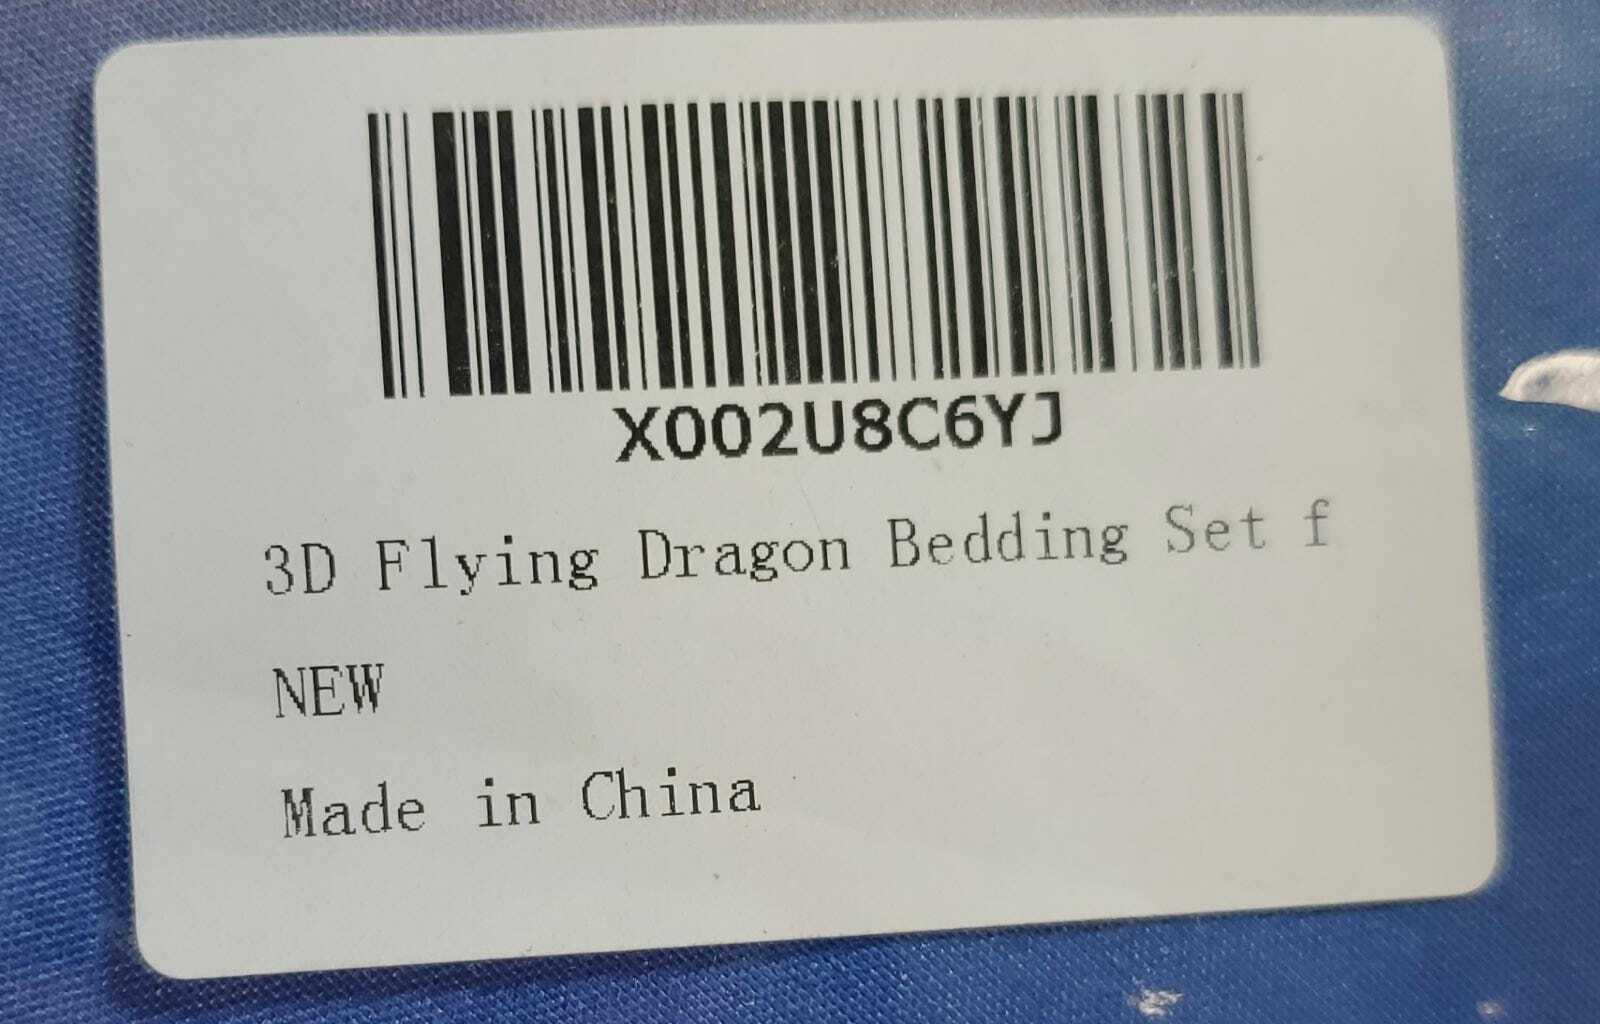 X002U8C6YJ
3D Flying Dragon Bedding Set f
NEW
Made in China